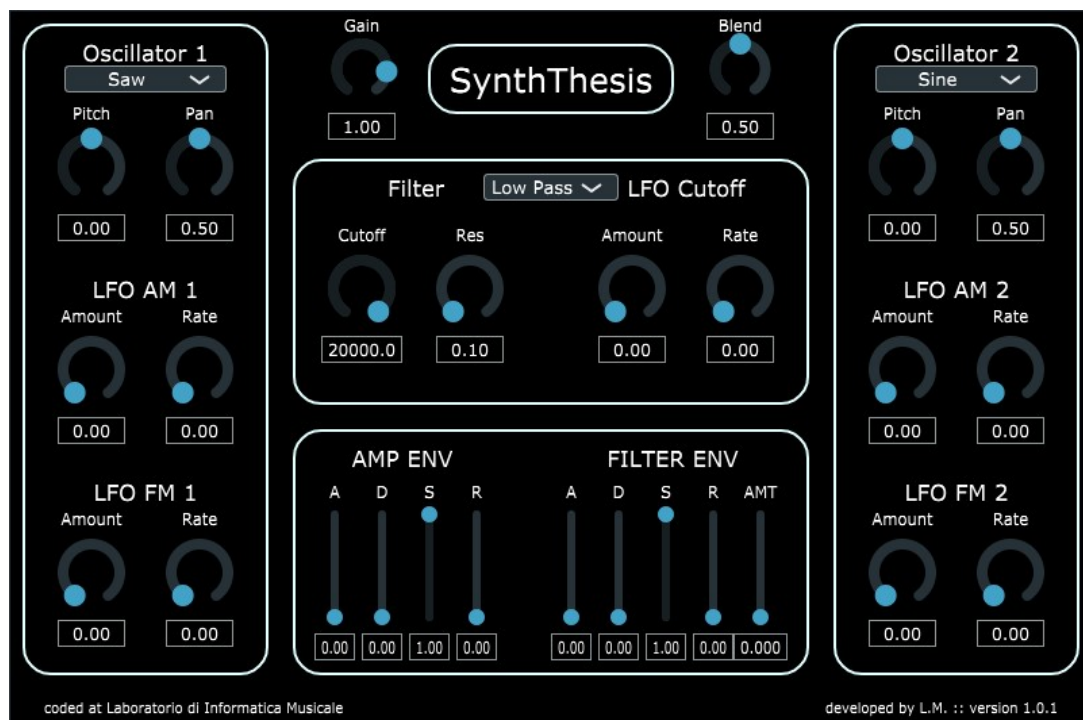 Oscillator 1
Saw
Pitch Pan
0.00 0.50
LFO AM 1
Amount Rate
0.00 0.00
LFO FM 1
Amount Rate
0.00 0.00
Gain
1.00
SynthThesis
Blend
0.50
Filter Low Pass LFO Cutoff
Cutoff Res Amount Rate
20000.0 0.10 0.00 0.00
AMP ENV
A D S R
0.00 0.00 1.00 0.00
FILTER ENV
A D S R AMT
0.00 0.00 1.00 0.00 0.000
Oscillator 2
Sine
Pitch Pan
0.00 0.50
LFO AM 2
Amount Rate
0.00 0.00
LFO FM 2
Amount Rate
0.00 0.00
coded at Laboratorio di Informatica Musicale
developed by L.M. :: version 1.0.1